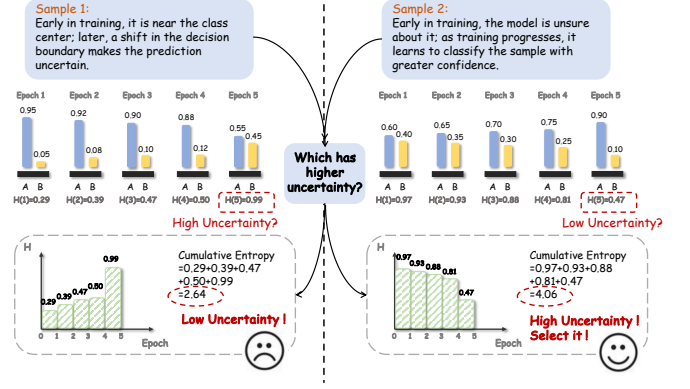 Sample 1:
Early in training, it is near the class
center; later, a shift in the decision
boundary makes the prediction
uncertain.
Sample 2:
Early in training, the model is unsure
about it; as training progresses, it
learns to classify the sample with
greater confidence.
Epoch 1 Epoch 2 Epoch 3 Epoch 4 Epoch 5
0.95 0.05 0.92 0.08 0.90 0.10 0.88 0.12 0.55 0.45
A B A B A B A B A B
H(1)=0.29 H(2)=0.39 H(3)=0.47 H(4)=0.50 H(5)=0.99
High Uncertainty?
Which has
higher
uncertainty?
Epoch 1 Epoch 2 Epoch 3 Epoch 4 Epoch 5
0.60 0.40 0.65 0.35 0.70 0.30 0.75 0.25 0.90 0.10
A B A B A B A B A B
H(1)=0.97 H(2)=0.93 H(3)=0.88 H(4)=0.81 H(5)=0.47
Low Uncertainty?
H
0.29 0.39 0.47 0.50 0.99
0 1 2 3 4 5
Epoch
Cumulative Entropy
=0.29+0.39+0.47
+0.50+0.99
=2.64
Low Uncertainty !
H
0.97 0.93 0.88 0.81 0.47
0 1 2 3 4 5
Epoch
Cumulative Entropy
=0.97+0.93+0.88
+0.81+0.47
=4.06
High Uncertainty !
Select it !